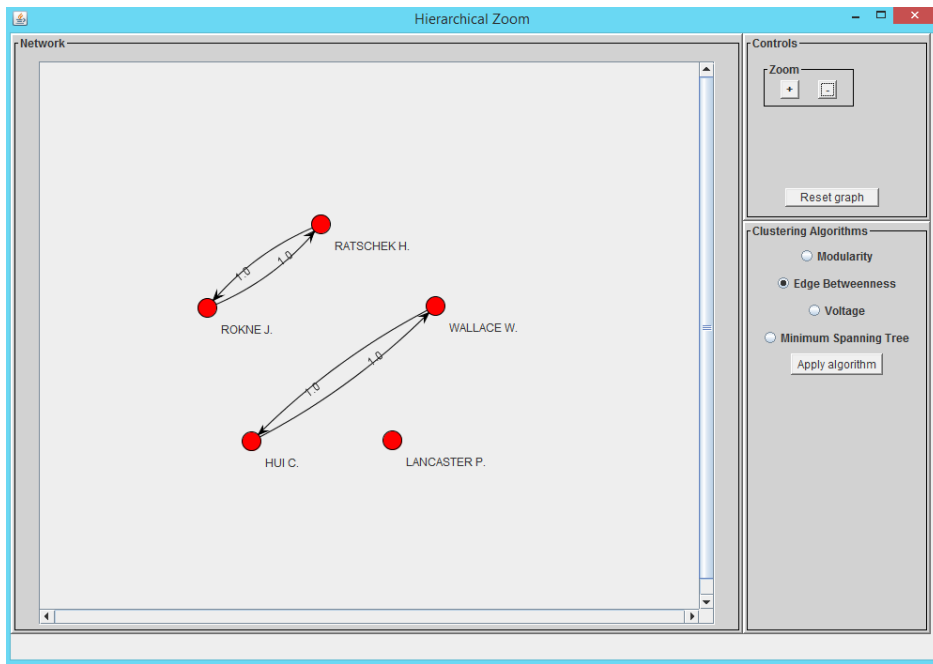 Hierarchical Zoom
Network
RATSCHEK H.
1.0
1.0
ROKNE J.
WALLACE W.
1.0
1.0
HUI C.
LANCASTER P.
Controls
Zoom
+ -
Reset graph
Clustering Algorithms
Modularity
Edge Betweenness
Voltage
Minimum Spanning Tree
Apply algorithm